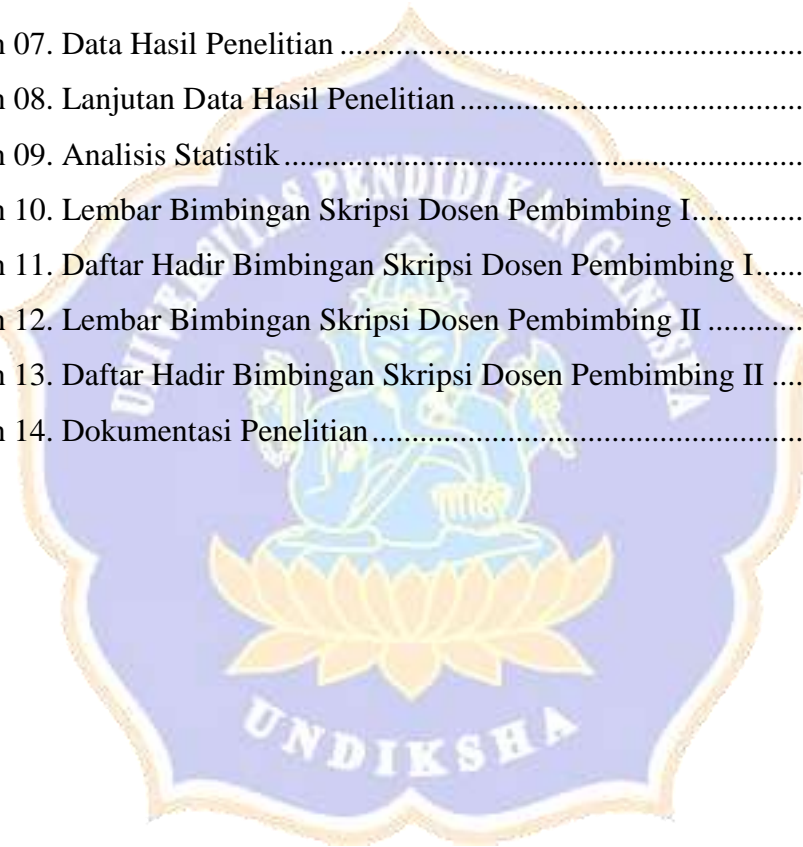 n 07. Data Hasil Penelitian ..........................................................................
n 08. Lanjutan Data Hasil Penelitian ......................................................
n 09. Analisis Statistik ...................................................................................
n 10. Lembar Bimbingan Skripsi Dosen Pembimbing I..............
n 11. Daftar Hadir Bimbingan Skripsi Dosen Pembimbing I......
n 12. Lembar Bimbingan Skripsi Dosen Pembimbing II ............
n 13. Daftar Hadir Bimbingan Skripsi Dosen Pembimbing II ....
n 14. Dokumentasi Penelitian .....................................................................
UNIVERSITAS PENDIDIKAN GANESHA
UNDIKSHA